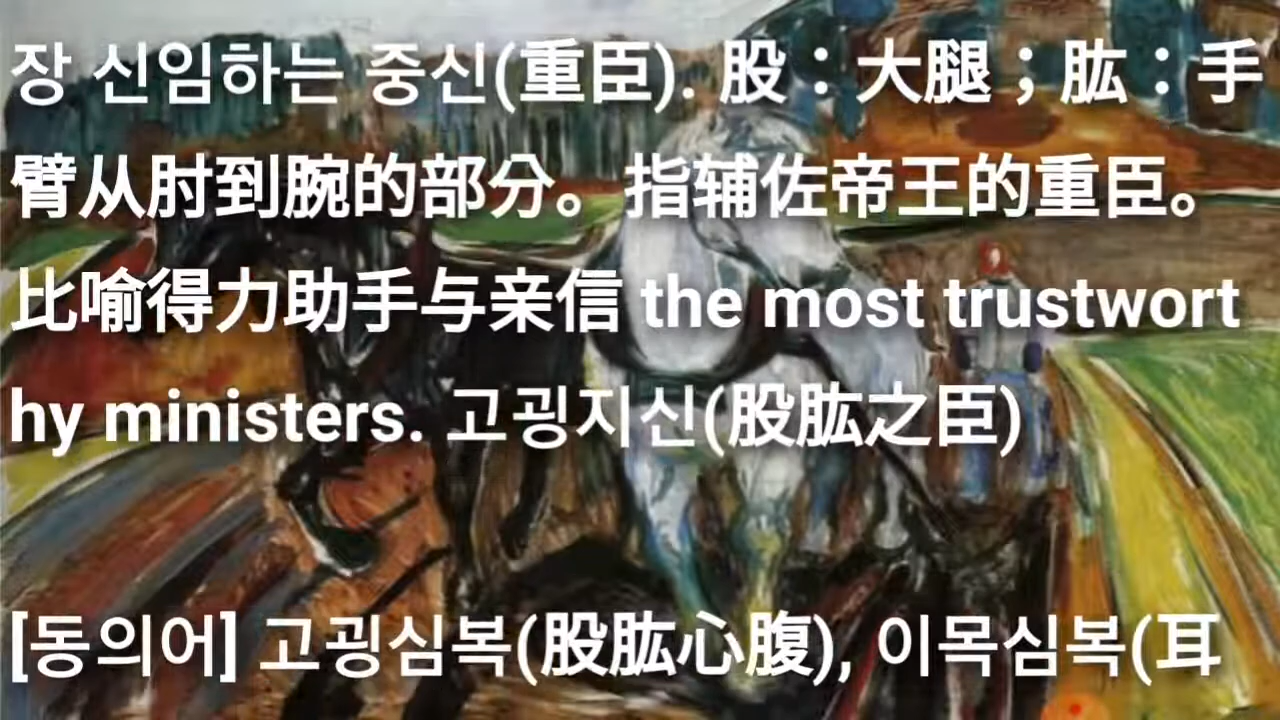 장 신임하는 중신(重臣). 股：大腿；肱：手
臂从肘到腕的部分。指辅佐帝王的重臣。
比喻得力助手与亲信 the most trustwort
hy ministers. 고굉지신(股肱之臣)
[동의어] 고굉심복(股肱心腹), 이목심복(耳